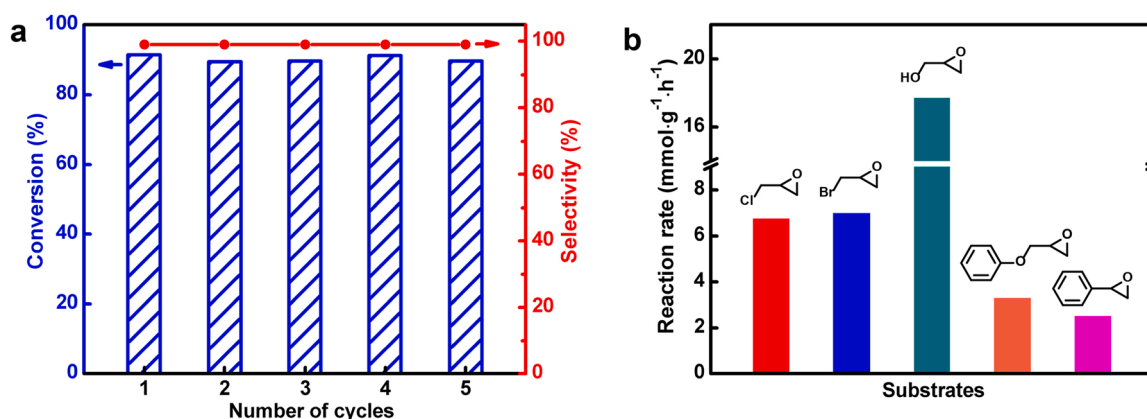 a
Conversion (%)
100
80
60
40
20
0
1 2 3 4 5
Number of cycles
100
80
60
40
20
0
Selectivity (%)
b
Reaction rate (mmol·g⁻¹·h⁻¹)
20
16
8
6
4
2
0
Cl O
Br O
HO O
O O
O
Substrates